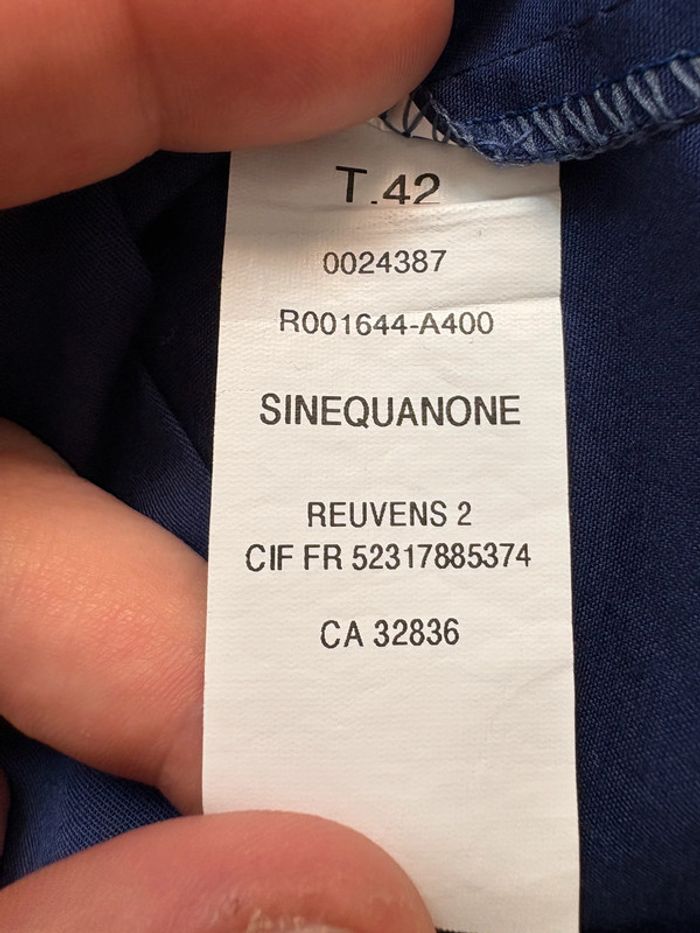 T.42
0024387
R001644-A400
SINEQUANONE
REUVENS 2
CIF FR 52317885374
CA 32836